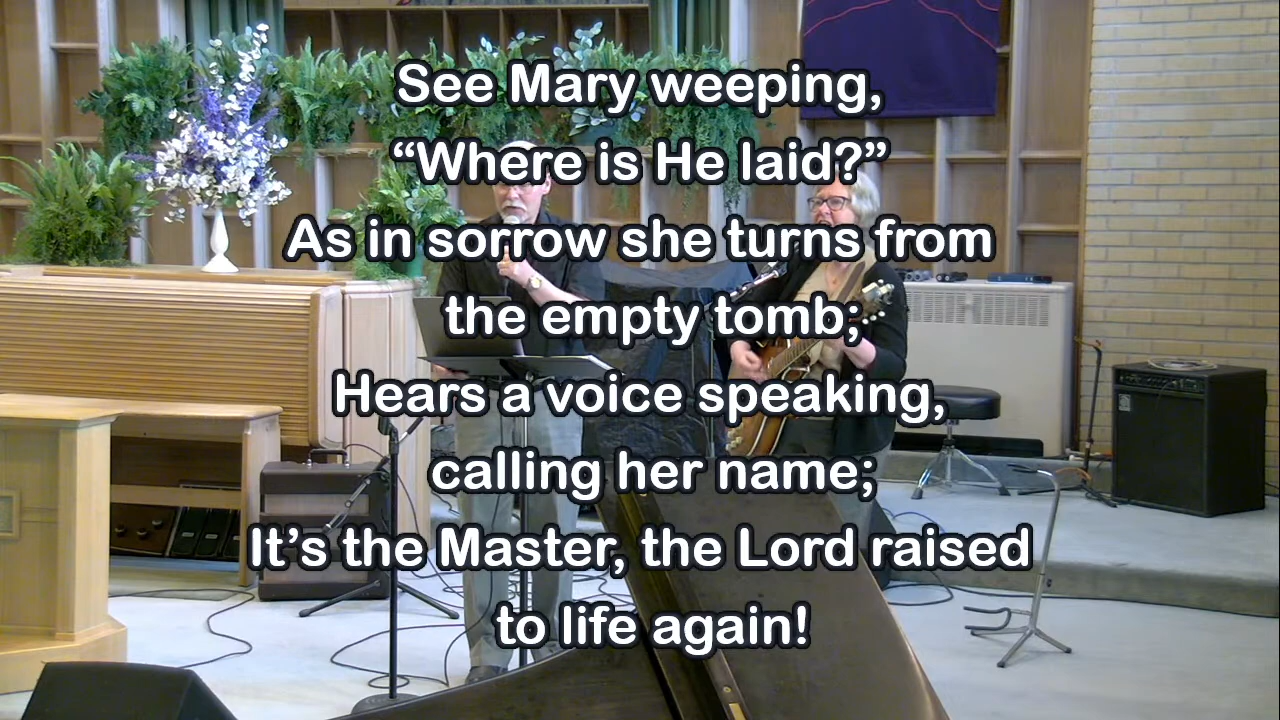 See Mary weeping,
“Where is He laid?”
As in sorrow she turns from
the empty tomb;
Hears a voice speaking,
calling her name;
It’s the Master, the Lord raised
to life again!